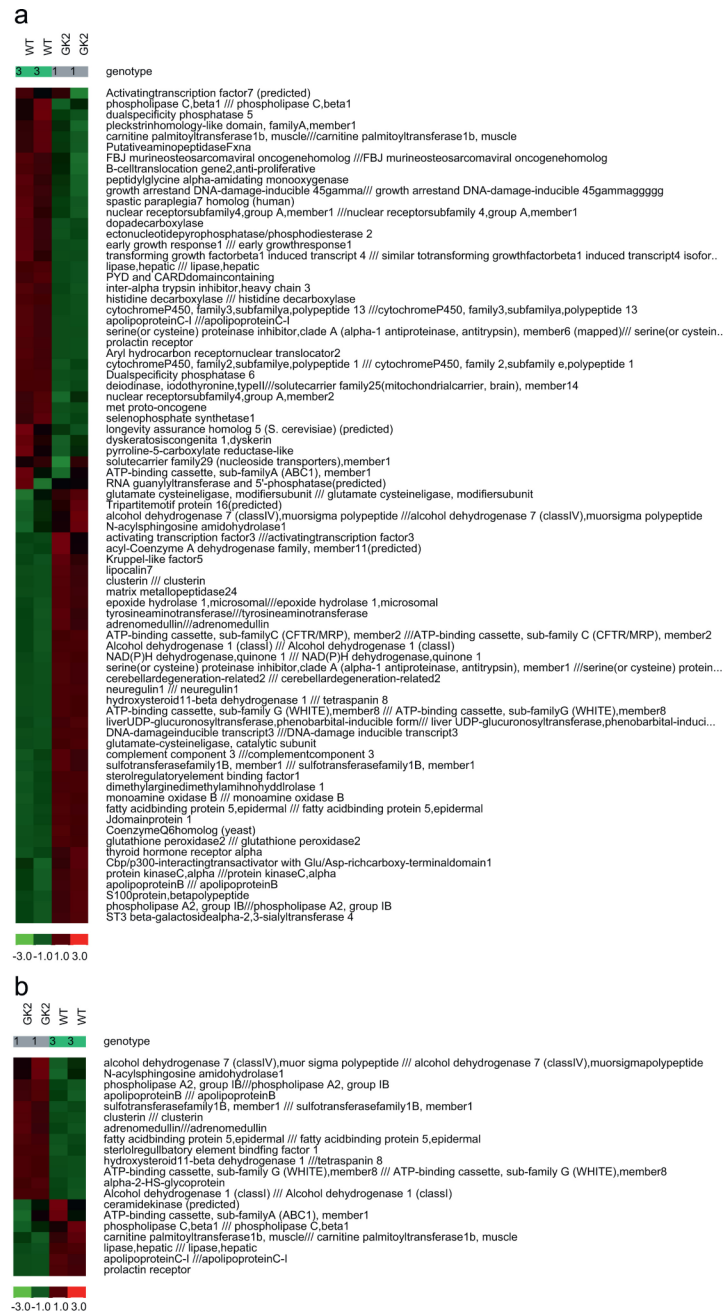 a
WT
WT
GK2
GK2
3 3 1 1 genotype
Activatingtranscription factor7 (predicted)
phospholipase C,beta1 /// phospholipase C,beta1
dualspecificity phosphatase 5
pleckstrinhomology-like domain, familyA,member1
carnitine palmitoyltransferase1b, muscle///carnitine palmitoyltransferase1b, muscle
PutativeaminopeptidaseFxna
FBJ murineosteosarcomaviral oncogenehomolog ///FBJ murineosteosarcomaviral oncogenehomolog
B-celltranslocation gene2,anti-proliferative
peptidylglycine alpha-amidating monooxygenase
growth arrestand DNA-damage-inducible 45gamma/// growth arrestand DNA-damage-inducible 45gammaggggg
spastic paraplegia7 homolog (human)
nuclear receptorsubfamily4,group A,member1 ///nuclear receptorsubfamily 4,group A,member1
dopadecarboxylase
ectonucleotidepyrophosphatase/phosphodiesterase 2
early growth response1 /// early growthresponse1
transforming growth factorbeta1 induced transcript 4 /// similar totransforming growthfactorbeta1 induced transcript4 isofor..
lipase,hepatic /// lipase,hepatic
PYD and CARDdomaincontaining
inter-alpha trypsin inhibitor,heavy chain 3
histidine decarboxylase /// histidine decarboxylase
cytochromeP450, family3,subfamilya,polypeptide 13 ///cytochromeP450, family3,subfamilya,polypeptide 13
apolipoproteinC-I ///apolipoproteinC-I
serine(or cysteine) proteinase inhibitor,clade A (alpha-1 antiproteinase, antitrypsin), member6 (mapped)/// serine(or cystein...
prolactin receptor
Aryl hydrocarbon receptornuclear translocator2
cytochromeP450, family2,subfamilye,polypeptide 1 /// cytochromeP450, family 2,subfamily e,polypeptide 1
Dualspecificity phosphatase 6
deiodinase, iodothyronine,typeII///solutecarrier family25(mitochondrialcarrier, brain), member14
nuclear receptorsubfamily4,group A,member2
met proto-oncogene
selenophosphate synthetase1
longevity assurance homolog 5 (S. cerevisiae) (predicted)
dyskeratosiscongenita 1,dyskerin
pyrroline-5-carboxylate reductase-like
solutecarrier family29 (nucleoside transporters),member1
ATP-binding cassette, sub-familyA (ABC1), member1
RNA guanylyltransferase and 5'-phosphatase(predicted)
glutamate cysteineligase, modifiersubunit /// glutamate cysteineligase, modifiersubunit
Tripartitemotif protein 16(predicted)
alcohol dehydrogenase 7 (classIV),muorsigma polypeptide ///alcohol dehydrogenase 7 (classIV),muorsigma polypeptide
N-acylsphingosine amidohydrolase1
activating transcription factor3 ///activatingtranscription factor3
acyl-Coenzyme A dehydrogenase family, member11(predicted)
Kruppel-like factor5
lipocalin7
clusterin /// clusterin
matrix metallopeptidase24
epoxide hydrolase 1,microsomal///epoxide hydrolase 1,microsomal
tyrosineaminotransferase///tyrosineaminotransferase
adrenomedullin///adrenomedullin
ATP-binding cassette, sub-familyC (CFTR/MRP), member2 ///ATP-binding cassette, sub-family C (CFTR/MRP), member2
Alcohol dehydrogenase 1 (classI) /// Alcohol dehydrogenase 1 (classI)
NAD(P)H dehydrogenase,quinone 1 /// NAD(P)H dehydrogenase,quinone 1
serine(or cysteine) proteinase inhibitor,clade A (alpha-1 antiproteinase, antitrypsin), member1 ///serine(or cysteine) protein...
cerebellardegeneration-related2 /// cerebellardegeneration-related2
neuregulin1 /// neuregulin1
hydroxysteroid11-beta dehydrogenase 1 /// tetraspanin 8
ATP-binding cassette, sub-family G (WHITE),member8 /// ATP-binding cassette, sub-familyG (WHITE),member8
liverUDP-glucuronosyltransferase,phenobarbital-inducible form/// liver UDP-glucuronosyltransferase,phenobarbital-induci...
DNA-damageinducible transcript3 ///DNA-damage inducible transcript3
glutamate-cysteineligase, catalytic subunit
complement component 3 ///complementcomponent 3
sulfotransferasefamily1B, member1 /// sulfotransferasefamily1B, member1
sterolregulatoryelement binding factor1
dimethylarginedimethylamihnohyddlrolase 1
monoamine oxidase B /// monoamine oxidase B
fatty acidbinding protein 5,epidermal /// fatty acidbinding protein 5,epidermal
Jdomainprotein 1
CoenzymeQ6homolog (yeast)
glutathione peroxidase2 /// glutathione peroxidase2
thyroid hormone receptor alpha
Cbp/p300-interactingtransactivator with Glu/Asp-richcarboxy-terminaldomain1
protein kinaseC,alpha ///protein kinaseC,alpha
apolipoproteinB /// apolipoproteinB
S100protein,betapolypeptide
phospholipase A2, group IB///phospholipase A2, group IB
ST3 beta-galactosidealpha-2,3-sialyltransferase 4
-3.0 -1.0 1.0 3.0
b
GK2
GK2
WT
WT
1 1 3 3 genotype
alcohol dehydrogenase 7 (classIV),muor sigma polypeptide /// alcohol dehydrogenase 7 (classIV),muorsigmapolypeptide
N-acylsphingosine amidohydrolase1
phospholipase A2, group IB///phospholipase A2, group IB
apolipoproteinB /// apolipoproteinB
sulfotransferasefamily1B, member1 /// sulfotransferasefamily1B, member1
clusterin /// clusterin
adrenomedullin///adrenomedullin
fatty acidbinding protein 5,epidermal /// fatty acidbinding protein 5,epidermal
sterlolregullbatory element bindfing factor 1
hydroxysteroid11-beta dehydrogenase 1 ///tetraspanin 8
ATP-binding cassette, sub-family G (WHITE),member8 /// ATP-binding cassette, sub-family G (WHITE),member8
alpha-2-HS-glycoprotein
Alcohol dehydrogenase 1 (classI) /// Alcohol dehydrogenase 1 (classI)
ceramidekinase (predicted)
ATP-binding cassette, sub-familyA (ABC1), member1
phospholipase C,beta1 /// phospholipase C,beta1
carnitine palmitoyltransferase1b, muscle/// carnitine palmitoyltransferase1b, muscle
lipase,hepatic /// lipase,hepatic
apolipoproteinC-I ///apolipoproteinC-I
prolactin receptor
-3.0 -1.0 1.0 3.0